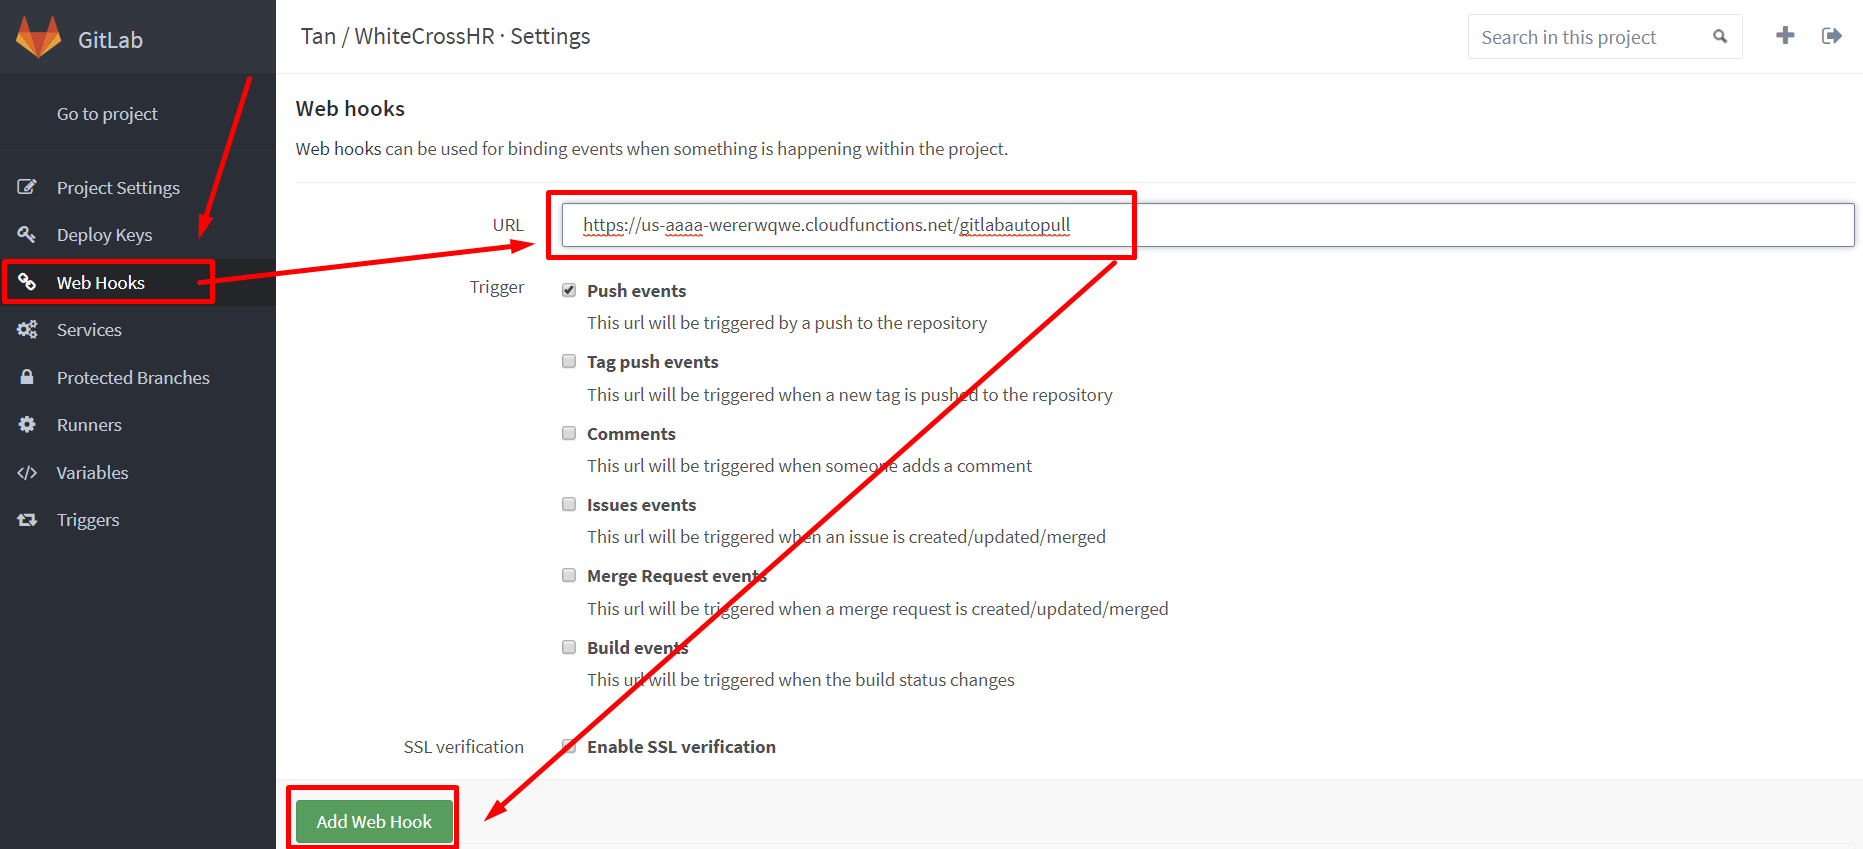 GitLab
Tan / WhiteCrossHR · Settings
Search in this project
Go to project
Project Settings
Deploy Keys
Web Hooks
Services
Protected Branches
Runners
Variables
Triggers
Web hooks
Web hooks can be used for binding events when something is happening within the project.
URL
https://us-aaaa-wererwqwe.cloudfunctions.net/gitlabautopull
Trigger
Push events
This url will be triggered by a push to the repository
Tag push events
This url will be triggered when a new tag is pushed to the repository
Comments
This url will be triggered when someone adds a comment
Issues events
This url will be triggered when an issue is created/updated/merged
Merge Request events
This url will be triggered when a merge request is created/updated/merged
Build events
This url will be triggered when the build status changes
SSL verification
Enable SSL verification
Add Web Hook